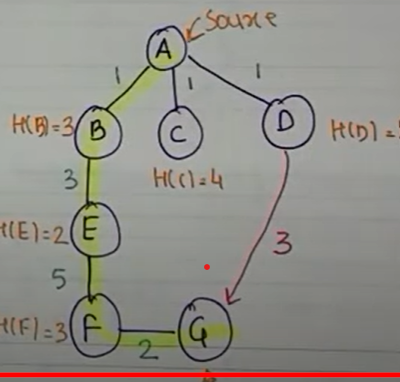 Source
A
1
1
1
H(B)=3
B
C
D
H(D)=
3
H(C)=4
H(E)=2
E
3
5
H(F)=3
F
2
G